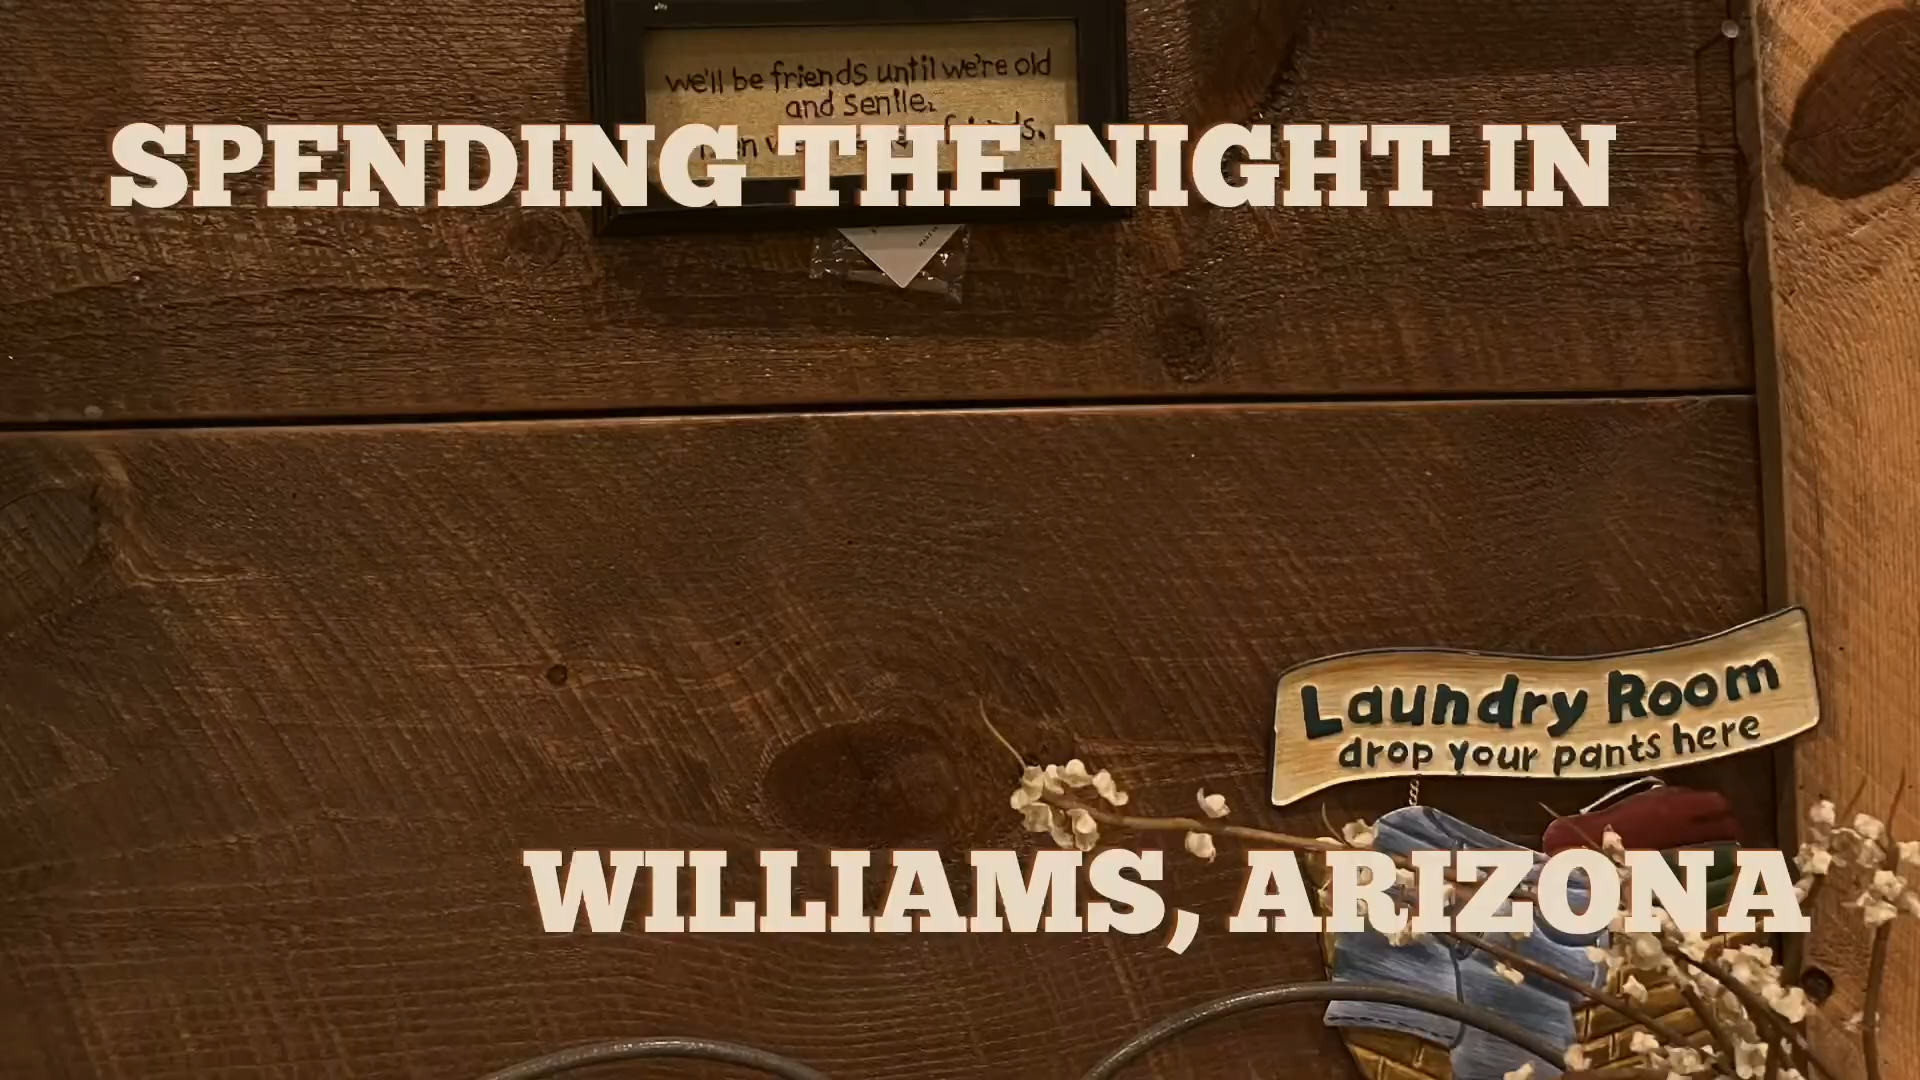 we'll be friends until we're old
and senile.
SPENDING THE NIGHT IN
Laundry Room
drop your pants here
WILLIAMS, ARIZONA